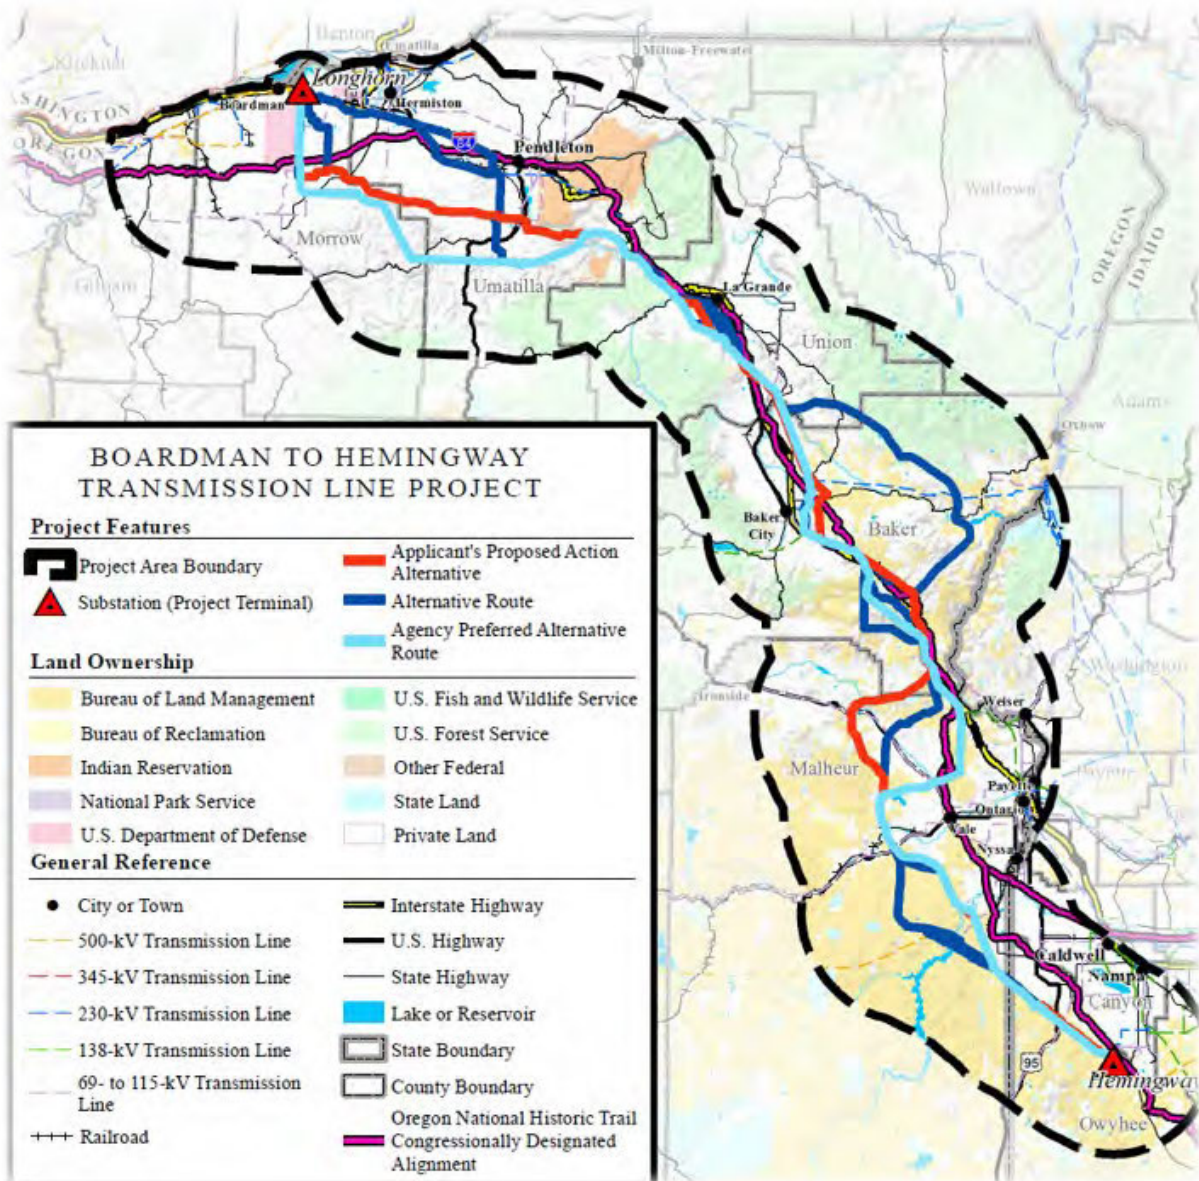 Benton
Umatilla
Klickitat
Milton-Freewater
Longhorn
Boardman
Hermiston
WASHINGTON
OREGON
84
Pendleton
Wallowa
OREGON
IDAHO
Morrow
Gilliam
Umatilla
La Grande
Union
Adams
Oxbow
Baker
City
Baker
Washington
Ironside
Weiser
Malheur
Payette
Payette
Ontario
Vale
Nyssa
Caldwell
Nampa
Canyon
95
Hemingway
Owyhee
BOARDMAN TO HEMINGWAY
TRANSMISSION LINE PROJECT
Project Features
Project Area Boundary
Substation (Project Terminal)
Applicant's Proposed Action
Alternative
Alternative Route
Agency Preferred Alternative
Route
Land Ownership
Bureau of Land Management
Bureau of Reclamation
Indian Reservation
National Park Service
U.S. Department of Defense
U.S. Fish and Wildlife Service
U.S. Forest Service
Other Federal
State Land
Private Land
General Reference
City or Town
500-kV Transmission Line
345-kV Transmission Line
230-kV Transmission Line
138-kV Transmission Line
69- to 115-kV Transmission
Line
Railroad
Interstate Highway
U.S. Highway
State Highway
Lake or Reservoir
State Boundary
County Boundary
Oregon National Historic Trail
Congressionally Designated
Alignment